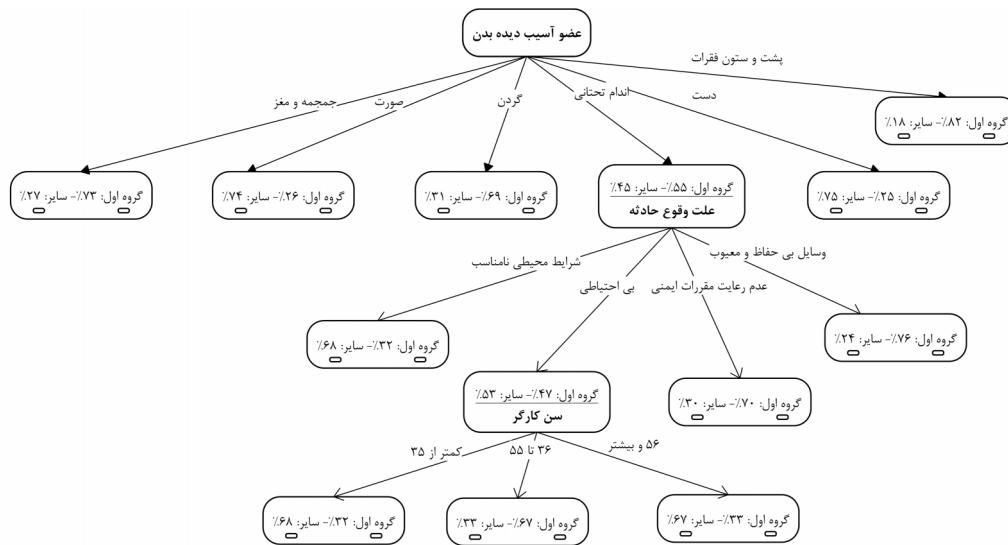 عضو آسیب دیده بدن
پشت و ستون فقرات
دست
اندام تحتانی
گردن
صورت
جمجمه و مغز
گروه اول: ۸۲٪- سایر: ۱۸٪
گروه اول: ۲۵٪- سایر: ۷۵٪
گروه اول: ۵۵٪- سایر: ۴۵٪
علت وقوع حادثه
گروه اول: ۶۹٪- سایر: ۳۱٪
گروه اول: ۲۶٪- سایر: ۷۴٪
گروه اول: ۷۳٪- سایر: ۲۷٪
وسایل بی حفاظ و معیوب
عدم رعایت مقررات ایمنی
بی احتیاطی
شرایط محیطی نامناسب
گروه اول: ۷۶٪- سایر: ۲۴٪
گروه اول: ۷۰٪- سایر: ۳۰٪
گروه اول: ۴۷٪- سایر: ۵۳٪
سن کارگر
گروه اول: ۳۲٪- سایر: ۶۸٪
۵۶ و بیشتر
۳۶ تا ۵۵
کمتر از ۳۵
گروه اول: ۳۳٪- سایر: ۶۷٪
گروه اول: ۶۷٪- سایر: ۳۳٪
گروه اول: ۳۲٪- سایر: ۶۸٪